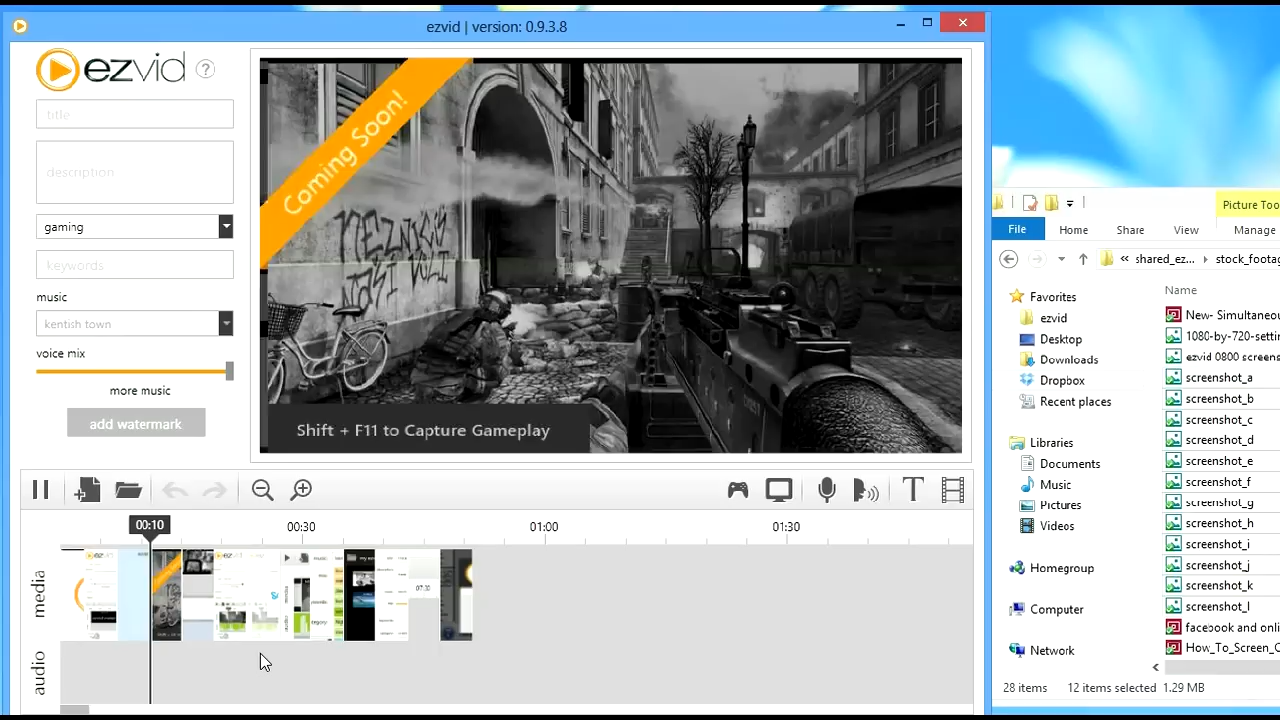 ezvid | version: 0.9.3.8
ezvid ?
title
description
gaming
keywords
music
kentish town
voice mix
more music
add watermark
Coming Soon!
Shift + F11 to Capture Gameplay
T
00:10
00:30
01:00
01:30
media
audio
07:30
Picture Too
File
Home
Share
View
Manage
« shared_ez...
stock_footag
Favorites
ezvid
Desktop
Downloads
Dropbox
Recent places
Libraries
Documents
Music
Pictures
Videos
Homegroup
Computer
Network
Name
New- Simultaneou
1080-by-720-setti
ezvid 0800 screens
screenshot_a
screenshot_b
screenshot_c
screenshot_d
screenshot_e
screenshot_f
screenshot_g
screenshot_h
screenshot_i
screenshot_j
screenshot_k
screenshot_l
facebook and onli
How_To_Screen_C
28 items
12 items selected 1.29 MB